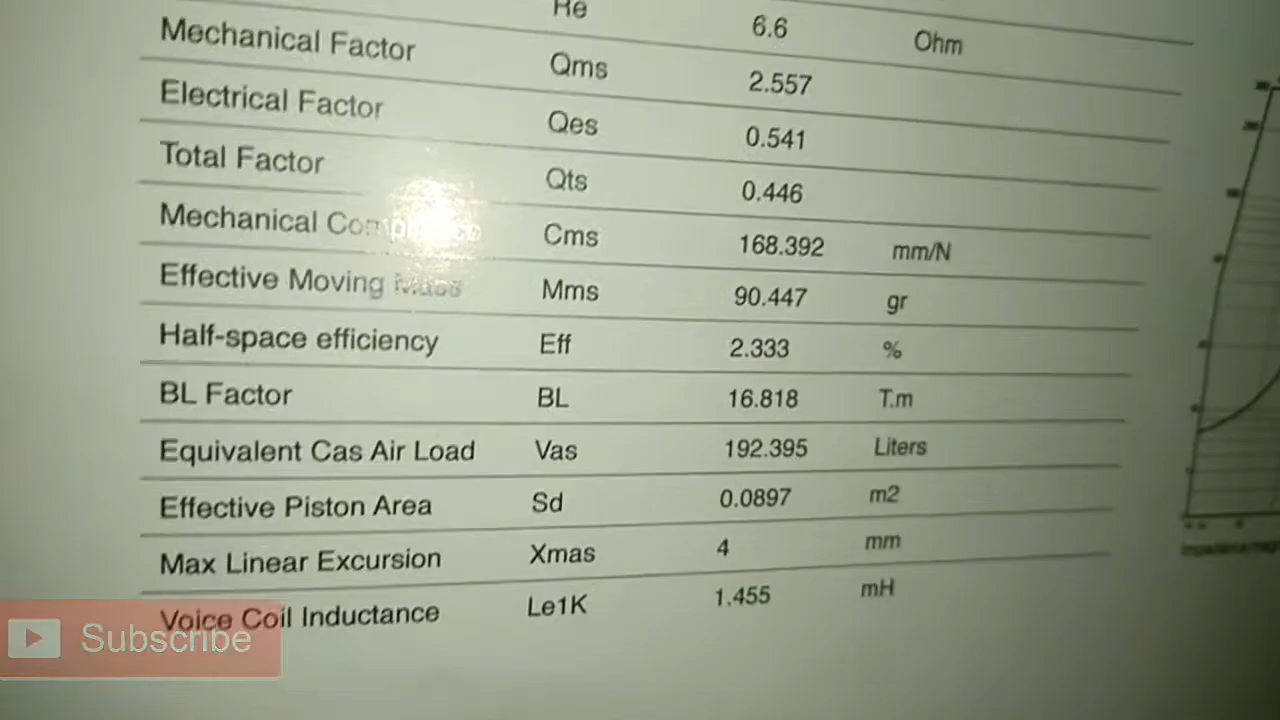 Re 6.6 Ohm
Mechanical Factor Qms 2.557
Electrical Factor Qes 0.541
Total Factor Qts 0.446
Mechanical Cms 168.392 mm/N
Effective Moving Mass Mms 90.447 gr
Half-space efficiency Eff 2.333 %
BL Factor BL 16.818 T.m
Equivalent Cas Air Load Vas 192.395 Liters
Effective Piston Area Sd 0.0897 m2
Max Linear Excursion Xmas 4 mm
Voice Coil Inductance Le1K 1.455 mH
Subscribe